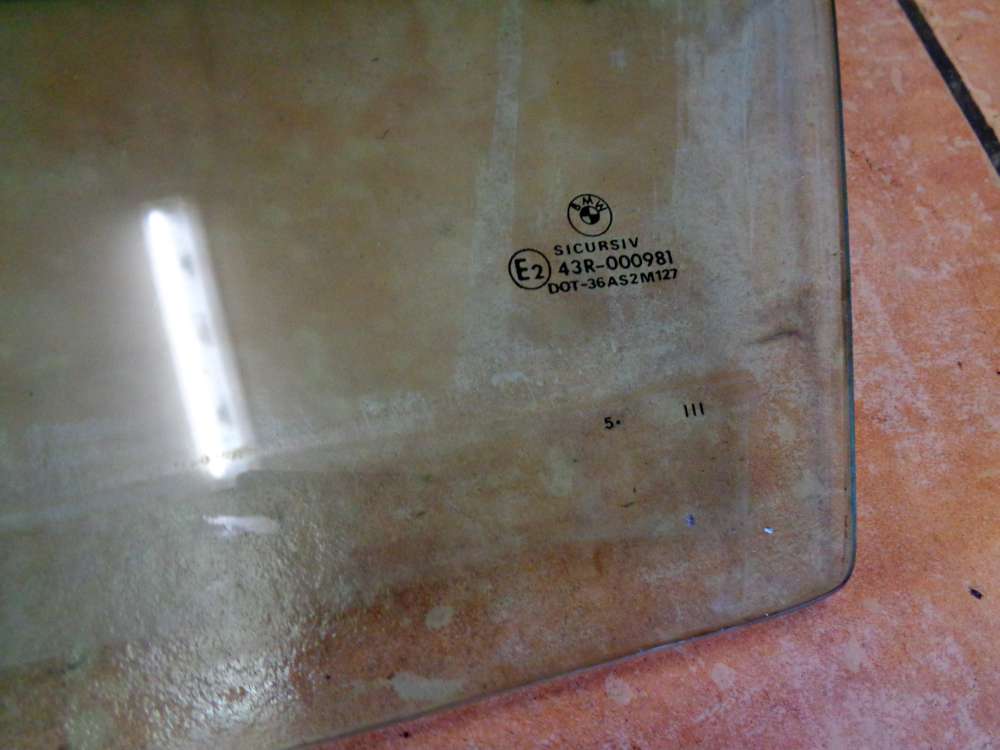 BMW
SICURSIV
E2 43R-000981
DOT-36AS2M127
5• III